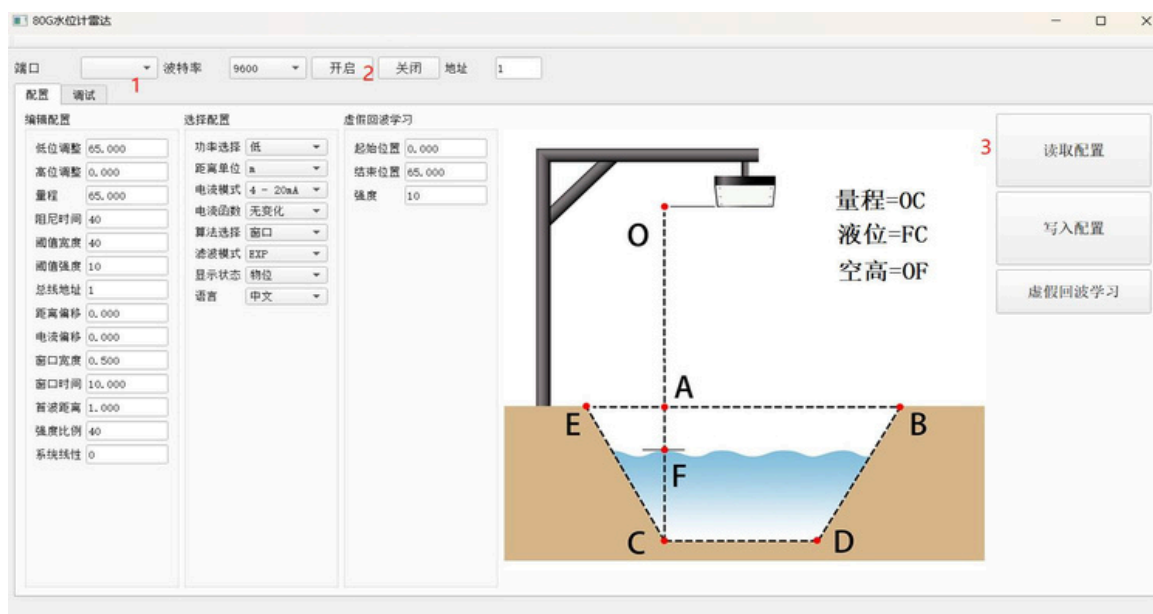 80G水位计雷达
端口 波特率 9600 开启 2 关闭 地址 1
1
配置 调试
编辑配置 选择配置 虚假回波学习
低位调整 65.000 功率选择 低 起始位置 0.000
高位调整 0.000 距离单位 m 结束位置 65.000
量程 65.000 电流模式 4 - 20mA 强度 10
阻尼时间 40 电流函数 无变化
阈值宽度 40 算法选择 窗口
阈值强度 10 滤波模式 EXP
总线地址 1 显示状态 物位
距离偏移 0.000 语言 中文
电流偏移 0.000
窗口宽度 0.500
窗口时间 10.000
首波距离 1.000
强度比例 40
系统线性 0
量程=OC
液位=FC
空高=OF
O
A
E
B
F
C
D
3 读取配置
写入配置
虚假回波学习